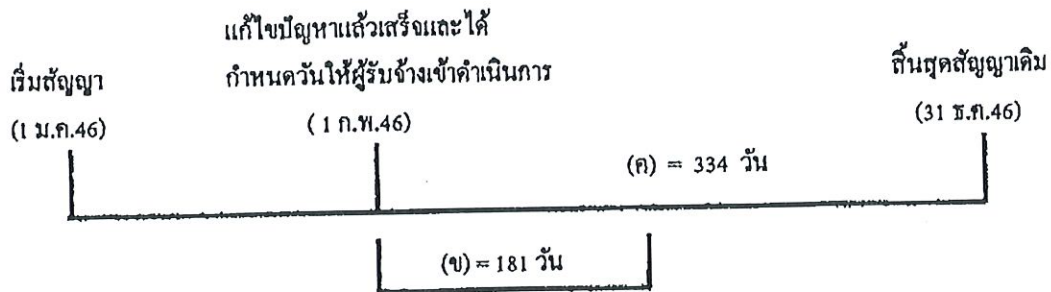 แก้ไขปัญหาแล้วเสร็จและได้
เริ่มสัญญา
กำหนดวันให้ผู้รับจ้างเข้าดำเนินการ
สิ้นสุดสัญญาเดิม
(1 ม.ค.46)
( 1 ก.พ.46)
(31 ธ.ค.46)
(ค) = 334 วัน
(ข) = 181 วัน